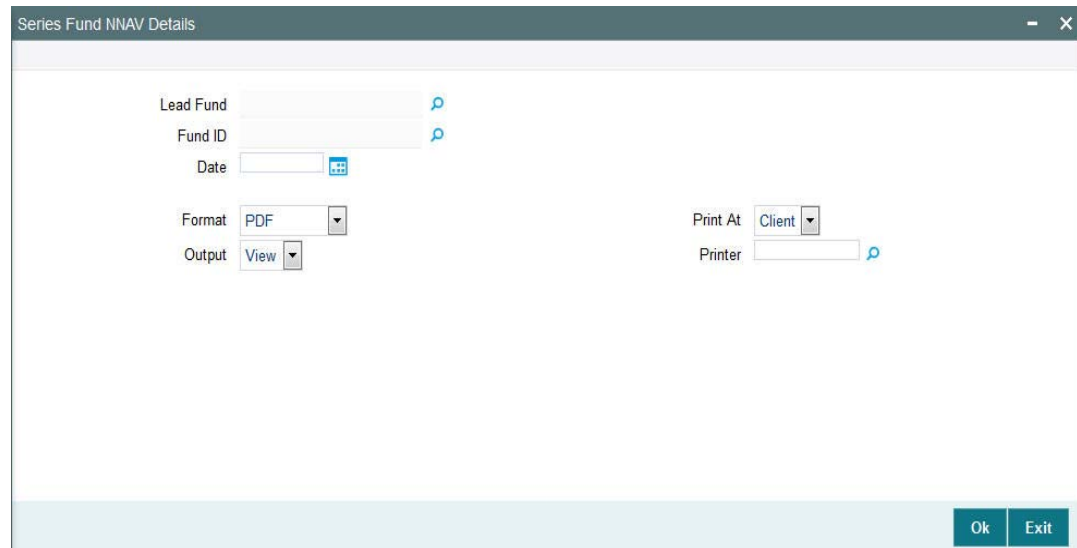 Series Fund NNAV Details
Lead Fund
Fund ID
Date
Format PDF Print At Client
Output View Printer
Ok Exit